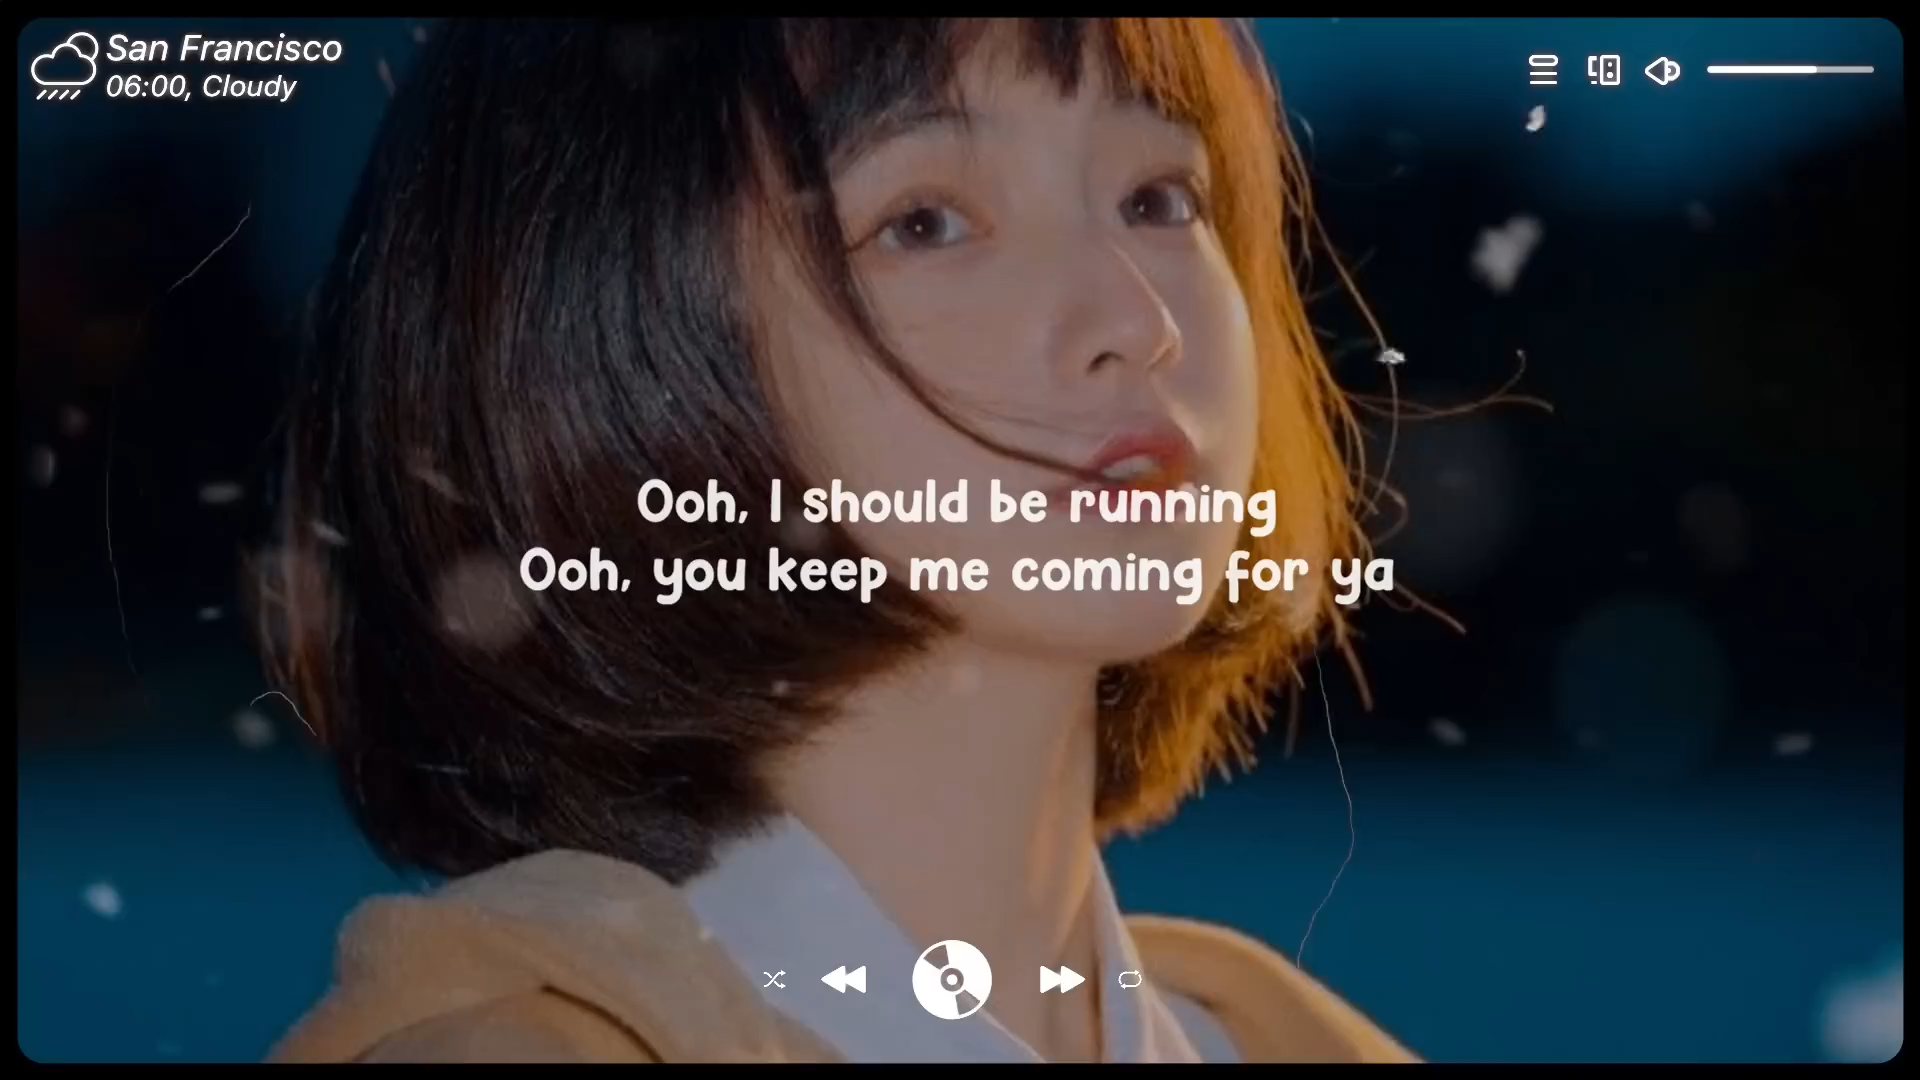 San Francisco
06:00, Cloudy
Ooh, I should be running
Ooh, you keep me coming for ya